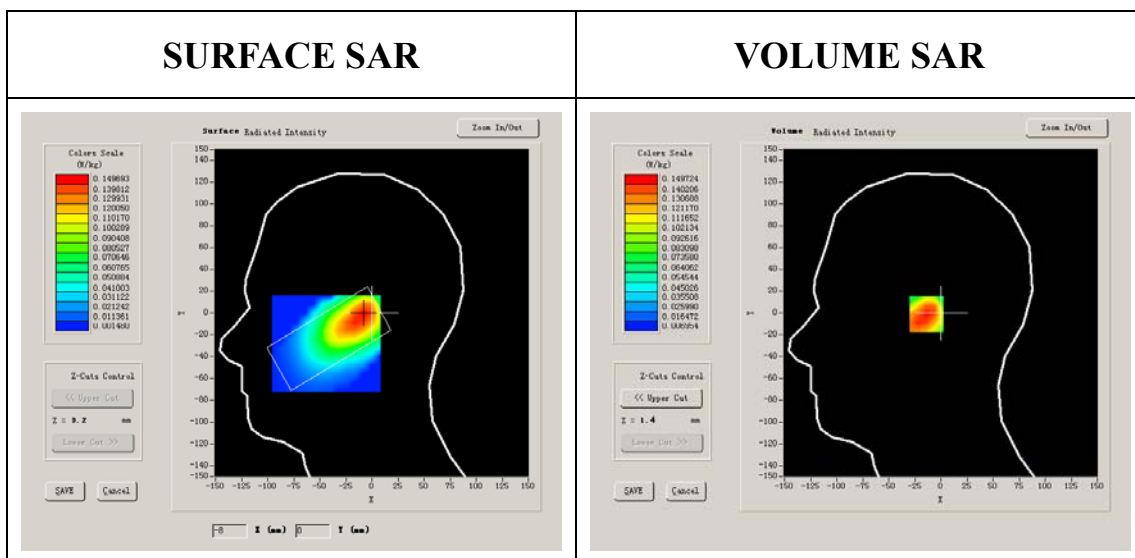 SURFACE SAR
VOLUME SAR
Surface Radiated Intensity
Zoom In/Out
Colors Scale
(W/kg)
0.149693
0.139812
0.129931
0.120050
0.110170
0.100289
0.090408
0.080527
0.070646
0.060765
0.050884
0.041003
0.031122
0.021242
0.011361
0.001480
150
120
100
80
60
40
20
0
-20
-40
-60
-80
-100
-120
-140
-150
Y
-150 -125 -100 -75 -50 -25 0 25 50 75 100 125 150
X
Z-Cuts Control
<< Upper Cut
Z = 3.2 mm
Lower Cut >>
SAVE Cancel
-8 X (mm) 0 Y (mm)
Volume Radiated Intensity
Zoom In/Out
Colors Scale
(W/kg)
0.149724
0.140206
0.130688
0.121170
0.111652
0.102134
0.092616
0.083098
0.073580
0.064062
0.054544
0.045026
0.035508
0.025990
0.016472
0.006954
150
120
100
80
60
40
20
0
-20
-40
-60
-80
-100
-120
-140
-150
Y
-150 -125 -100 -75 -50 -25 0 25 50 75 100 125 150
X
Z-Cuts Control
<< Upper Cut
Z = 1.4 mm
Lower Cut >>
SAVE Cancel